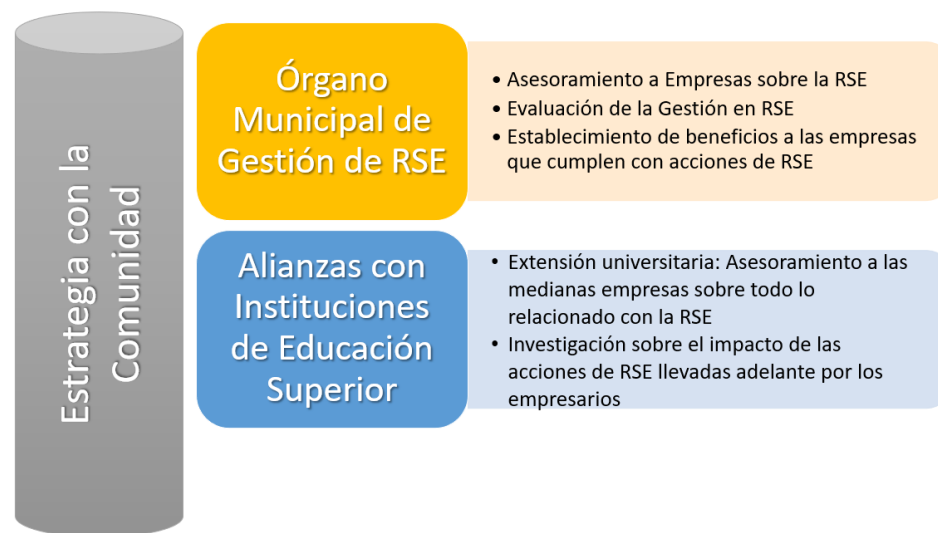 Estrategia con la
Comunidad
Órgano
Municipal de
Gestión de RSE
• Asesoramiento a Empresas sobre la RSE
• Evaluación de la Gestión en RSE
• Establecimiento de beneficios a las empresas
que cumplen con acciones de RSE
Alianzas con
Instituciones
de Educación
Superior
• Extensión universitaria: Asesoramiento a las
medianas empresas sobre todo lo
relacionado con la RSE
• Investigación sobre el impacto de las
acciones de RSE llevadas adelante por los
empresarios